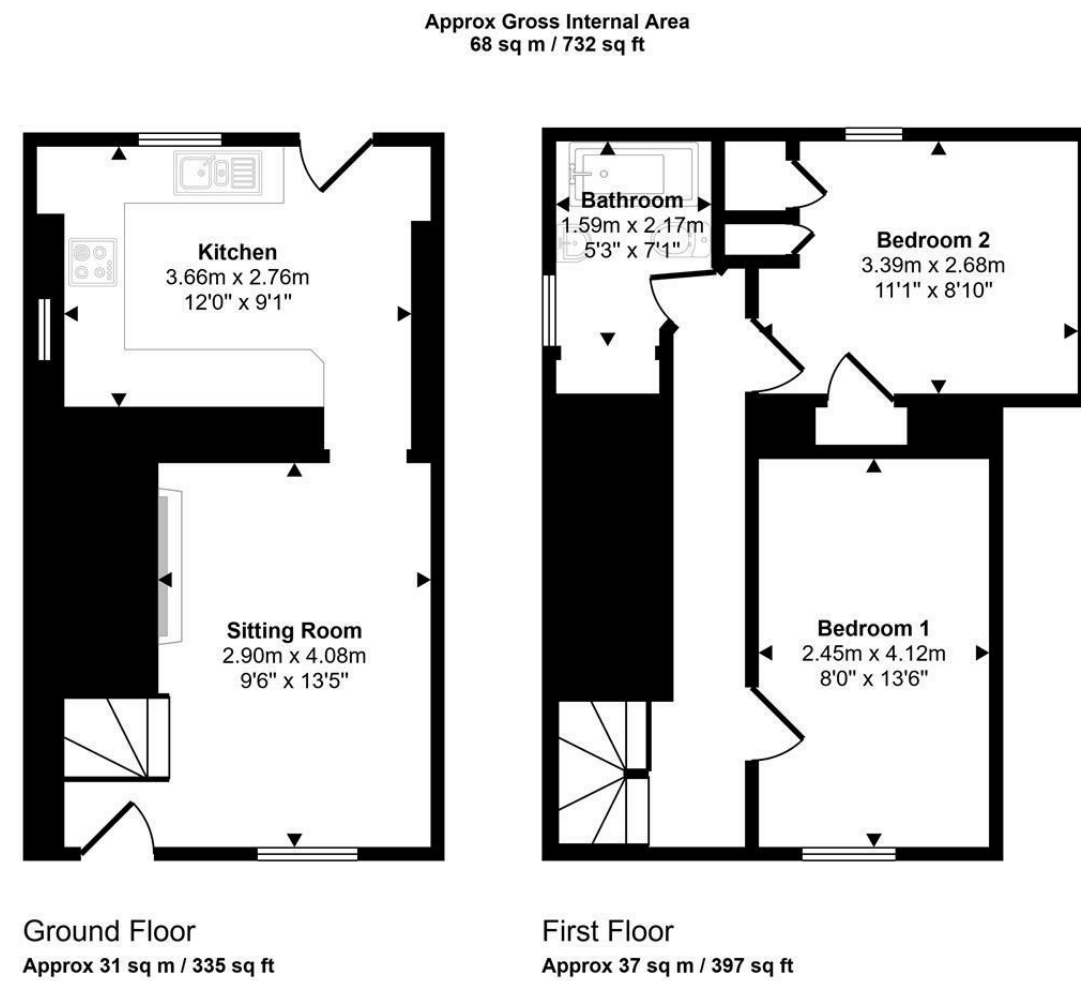 Approx Gross Internal Area
68 sq m / 732 sq ft
Kitchen
3.66m x 2.76m
12'0" x 9'1"
Sitting Room
2.90m x 4.08m
9'6" x 13'5"
Ground Floor
Approx 31 sq m / 335 sq ft
Bathroom
1.59m x 2.17m
5'3" x 7'1"
Bedroom 2
3.39m x 2.68m
11'1" x 8'10"
Bedroom 1
2.45m x 4.12m
8'0" x 13'6"
First Floor
Approx 37 sq m / 397 sq ft